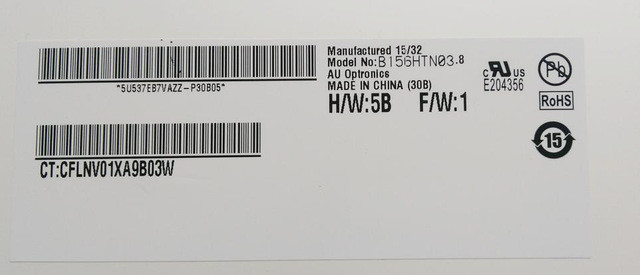 Manufactured 15/32
Model No:B156HTN03.8
AU Optronics
MADE IN CHINA (30B)
H/W:5B F/W:1
*5U537EB7VAZZ-P30B05*
CT:CFLNV01XA9B03W
c RU US
E204356
Pb
RoHS
15